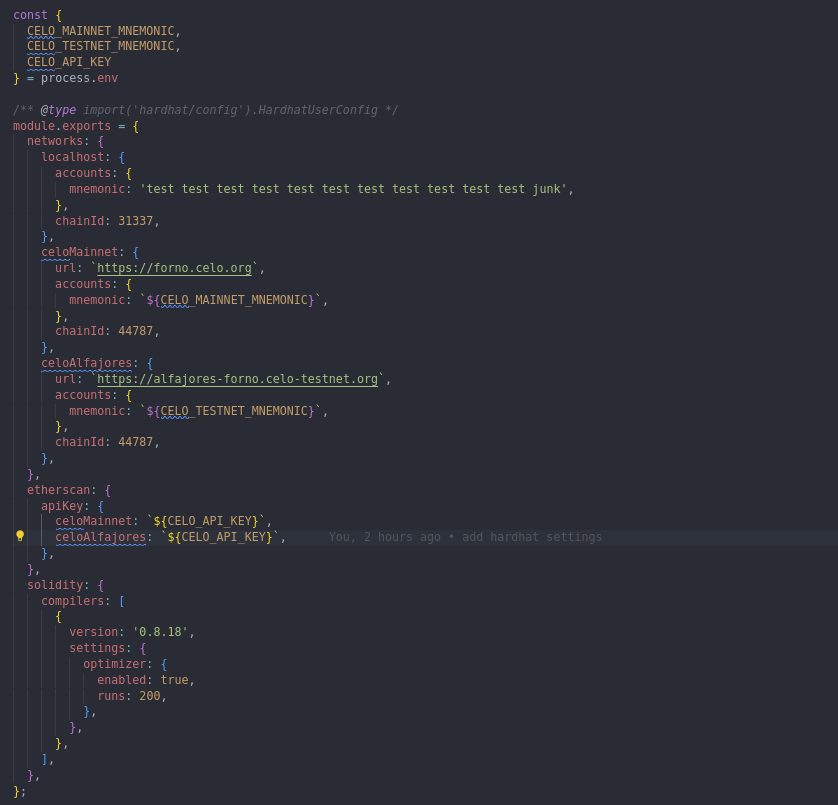 const {
  CELO_MAINNET_MNEMONIC,
  CELO_TESTNET_MNEMONIC,
  CELO_API_KEY
} = process.env

/** @type import('hardhat/config').HardhatUserConfig */
module.exports = {
  networks: {
    localhost: {
      accounts: {
        mnemonic: 'test test test test test test test test test test test junk',
      },
      chainId: 31337,
    },
    celoMainnet: {
      url: `https://forno.celo.org`,
      accounts: {
        mnemonic: `${CELO_MAINNET_MNEMONIC}`,
      },
      chainId: 44787,
    },
    celoAlfajores: {
      url: `https://alfajores-forno.celo-testnet.org`,
      accounts: {
        mnemonic: `${CELO_TESTNET_MNEMONIC}`,
      },
      chainId: 44787,
    },
  },
  etherscan: {
    apiKey: {
      celoMainnet: `${CELO_API_KEY}`,
      celoAlfajores: `${CELO_API_KEY}`,      You, 2 hours ago • add hardhat settings
    },
  },
  solidity: {
    compilers: [
      {
        version: '0.8.18',
        settings: {
          optimizer: {
            enabled: true,
            runs: 200,
          },
        },
      },
    ],
  },
};